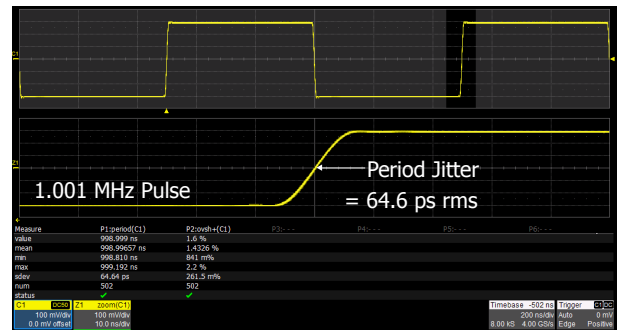 C1
Z1
Period Jitter
1.001 MHz Pulse
= 64.6 ps rms
Measure P1:period(C1) P2:ovsh+(C1) P3:- - - P4:- - - P5:- - - P6:- - -
value 998.999 ns 1.6 %
mean 998.99657 ns 1.4326 %
min 998.810 ns 841 m%
max 999.192 ns 2.2 %
sdev 64.64 ps 261.5 m%
num 502 502
status ✔ ✔
C1 DC50 Z1 zoom(C1) Timebase -502 ns Trigger C1 DC
100 mV/div 100 mV/div 200 ns/div Auto 0 mV
0.0 mV offset 10.0 ns/div 8.00 kS 4.00 GS/s Edge Positive